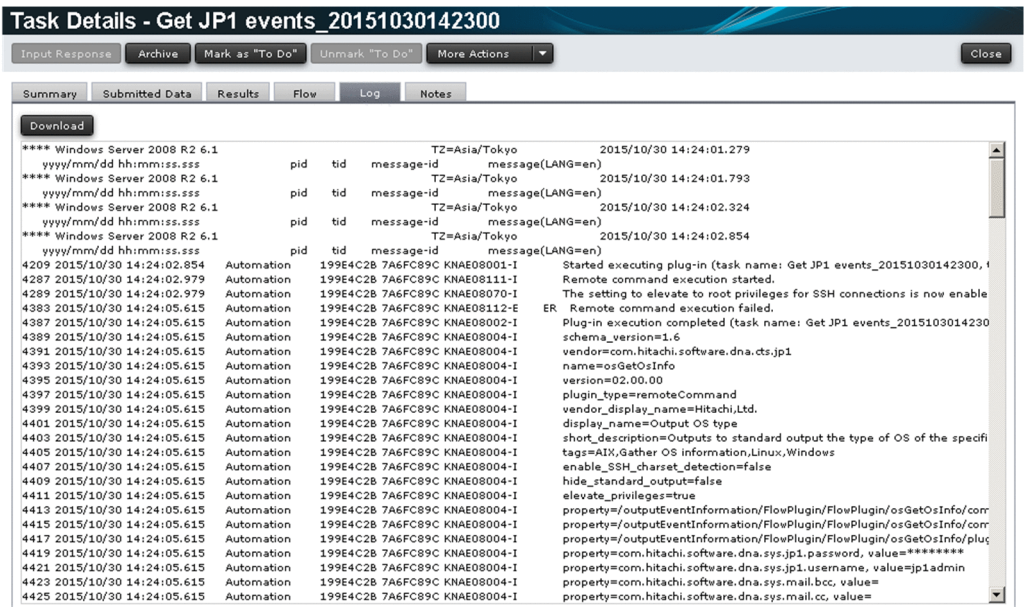 Task Details - Get JP1 events_20151030142300
Input Response Archive Mark as "To Do" Unmark "To Do" More Actions Close
Summary Submitted Data Results Flow Log Notes
Download
**** Windows Server 2008 R2 6.1 TZ=Asia/Tokyo 2015/10/30 14:24:01.279
yyyy/mm/dd hh:mm:ss.sss pid tid message-id message(LANG=en)
**** Windows Server 2008 R2 6.1 TZ=Asia/Tokyo 2015/10/30 14:24:01.793
yyyy/mm/dd hh:mm:ss.sss pid tid message-id message(LANG=en)
**** Windows Server 2008 R2 6.1 TZ=Asia/Tokyo 2015/10/30 14:24:02.324
yyyy/mm/dd hh:mm:ss.sss pid tid message-id message(LANG=en)
**** Windows Server 2008 R2 6.1 TZ=Asia/Tokyo 2015/10/30 14:24:02.854
yyyy/mm/dd hh:mm:ss.sss pid tid message-id message(LANG=en)
4209 2015/10/30 14:24:02.854 Automation 199E4C2B 7A6FC89C KNAE08001-I Started executing plug-in (task name: Get JP1 events_20151030142300, t
4287 2015/10/30 14:24:02.979 Automation 199E4C2B 7A6FC89C KNAE08111-I Remote command execution started.
4289 2015/10/30 14:24:02.979 Automation 199E4C2B 7A6FC89C KNAE08070-I The setting to elevate to root privileges for SSH connections is now enable
4383 2015/10/30 14:24:05.615 Automation 199E4C2B 7A6FC89C KNAE08112-E ER Remote command execution failed.
4387 2015/10/30 14:24:05.615 Automation 199E4C2B 7A6FC89C KNAE08002-I Plug-in execution completed (task name: Get JP1 events_2015103014230
4389 2015/10/30 14:24:05.615 Automation 199E4C2B 7A6FC89C KNAE08004-I schema_version=1.6
4391 2015/10/30 14:24:05.615 Automation 199E4C2B 7A6FC89C KNAE08004-I vendor=com.hitachi.software.dna.cts.jp1
4393 2015/10/30 14:24:05.615 Automation 199E4C2B 7A6FC89C KNAE08004-I name=osGetOsInfo
4395 2015/10/30 14:24:05.615 Automation 199E4C2B 7A6FC89C KNAE08004-I version=02.00.00
4397 2015/10/30 14:24:05.615 Automation 199E4C2B 7A6FC89C KNAE08004-I plugin_type=remoteCommand
4399 2015/10/30 14:24:05.615 Automation 199E4C2B 7A6FC89C KNAE08004-I vendor_display_name=Hitachi,Ltd.
4401 2015/10/30 14:24:05.615 Automation 199E4C2B 7A6FC89C KNAE08004-I display_name=Output OS type
4403 2015/10/30 14:24:05.615 Automation 199E4C2B 7A6FC89C KNAE08004-I short_description=Outputs to standard output the type of OS of the specifi
4405 2015/10/30 14:24:05.615 Automation 199E4C2B 7A6FC89C KNAE08004-I tags=AIX,Gather OS information,Linux,Windows
4407 2015/10/30 14:24:05.615 Automation 199E4C2B 7A6FC89C KNAE08004-I enable_SSH_charset_detection=false
4409 2015/10/30 14:24:05.615 Automation 199E4C2B 7A6FC89C KNAE08004-I hide_standard_output=false
4411 2015/10/30 14:24:05.615 Automation 199E4C2B 7A6FC89C KNAE08004-I elevate_privileges=true
4413 2015/10/30 14:24:05.615 Automation 199E4C2B 7A6FC89C KNAE08004-I property=/outputEventInformation/FlowPlugin/FlowPlugin/osGetOsInfo/com
4415 2015/10/30 14:24:05.615 Automation 199E4C2B 7A6FC89C KNAE08004-I property=/outputEventInformation/FlowPlugin/FlowPlugin/osGetOsInfo/com
4417 2015/10/30 14:24:05.615 Automation 199E4C2B 7A6FC89C KNAE08004-I property=/outputEventInformation/FlowPlugin/FlowPlugin/osGetOsInfo/plug
4419 2015/10/30 14:24:05.615 Automation 199E4C2B 7A6FC89C KNAE08004-I property=com.hitachi.software.dna.sys.jp1.password, value=********
4421 2015/10/30 14:24:05.615 Automation 199E4C2B 7A6FC89C KNAE08004-I property=com.hitachi.software.dna.sys.jp1.username, value=jp1admin
4423 2015/10/30 14:24:05.615 Automation 199E4C2B 7A6FC89C KNAE08004-I property=com.hitachi.software.dna.sys.mail.bcc, value=
4425 2015/10/30 14:24:05.615 Automation 199E4C2B 7A6FC89C KNAE08004-I property=com.hitachi.software.dna.sys.mail.cc, value=